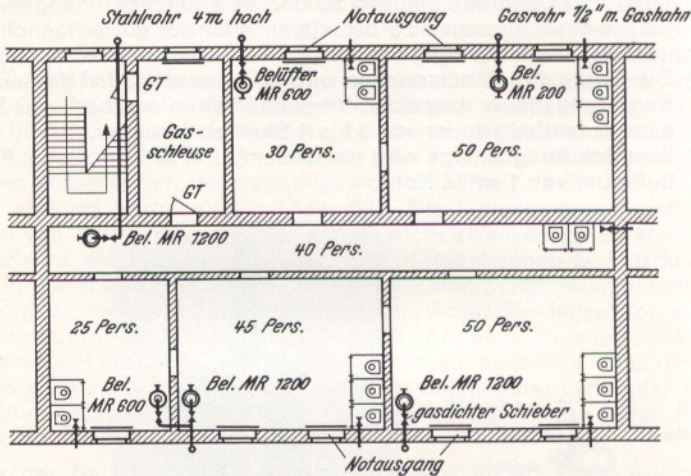 Stahlrohr 4m hoch
Notausgang
Gasrohr 1/2" m. Gashahn
GT
Gas-
schleuse
Belüfter
MR 600
30 Pers.
Bel.
MR 200
50 Pers.
GT
Bel. MR 1200
40 Pers.
25 Pers.
45 Pers.
50 Pers.
Bel.
MR 600
Bel. MR 1200
Bel. MR 1200
gasdichter Schieber
Notausgang